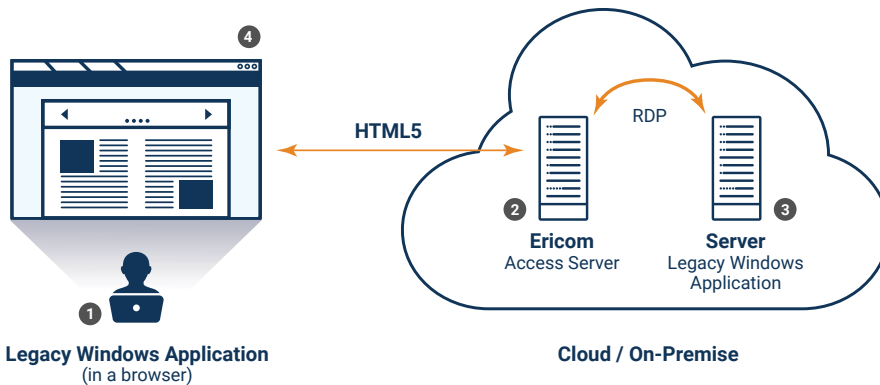 4
HTML5
RDP
2
3
Ericom
Access Server
Server
Legacy Windows
Application
1
Legacy Windows Application
(in a browser)
Cloud / On-Premise